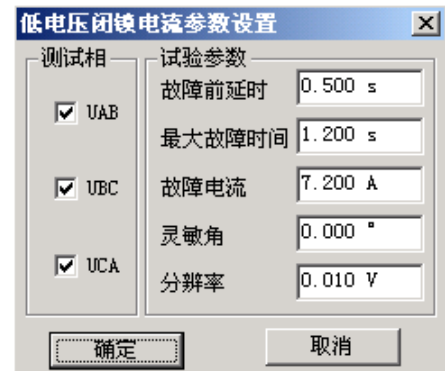 低电压闭锁电流参数设置
测试相
UAB
UBC
UCA
试验参数
故障前延时 0.500 s
最大故障时间 1.200 s
故障电流 7.200 A
灵敏角 0.000 °
分辨率 0.010 V
确定 取消